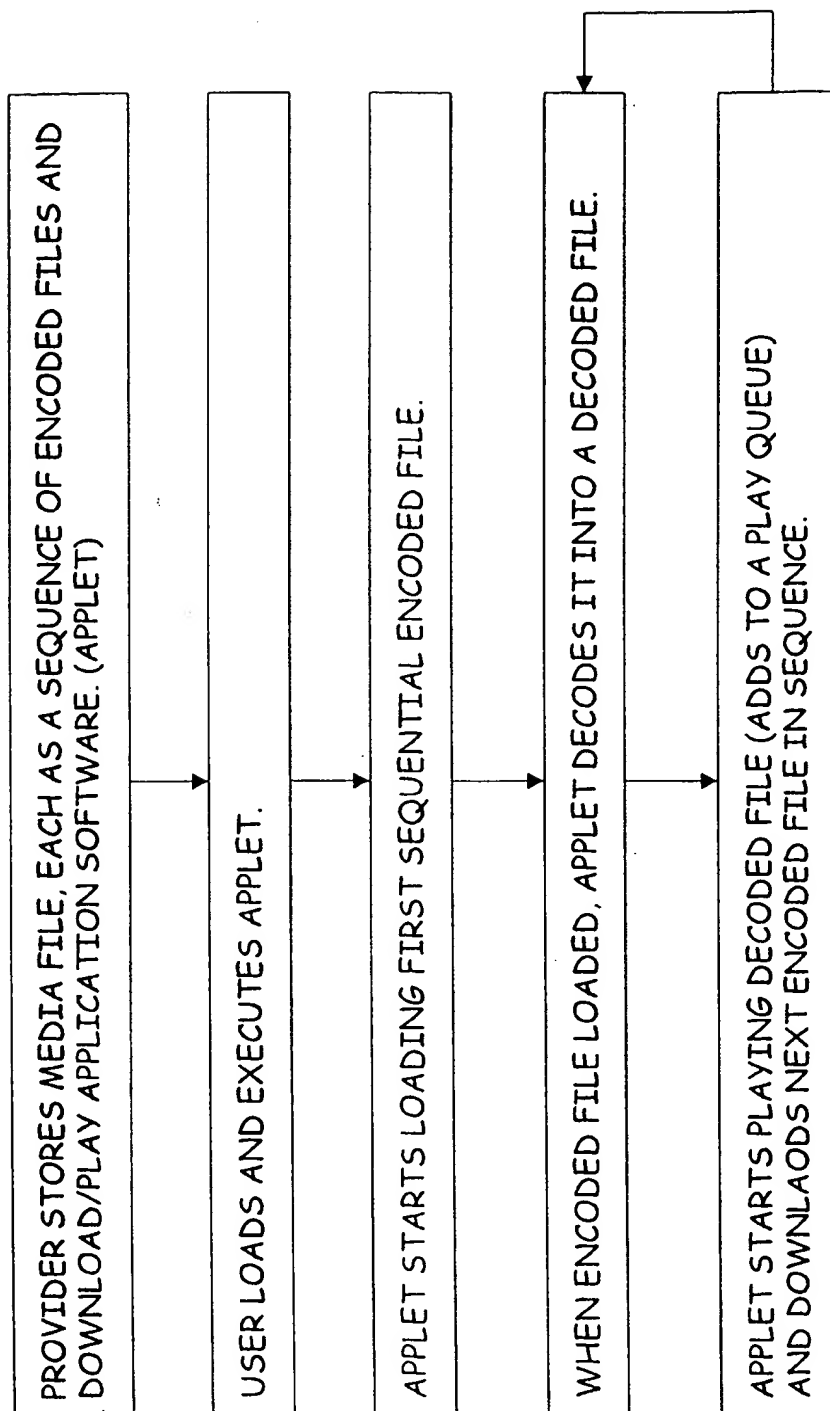 PROVIDER STORES MEDIA FILE, EACH AS A SEQUENCE OF ENCODED FILES AND
DOWNLOAD/PLAY APPLICATION SOFTWARE. (APPLET)
USER LOADS AND EXECUTES APPLET.
APPLET STARTS LOADING FIRST SEQUENTIAL ENCODED FILE.
WHEN ENCODED FILE LOADED, APPLET DECODES IT INTO A DECODED FILE.
APPLET STARTS PLAYING DECODED FILE (ADDS TO A PLAY QUEUE)
AND DOWNLAODS NEXT ENCODED FILE IN SEQUENCE.